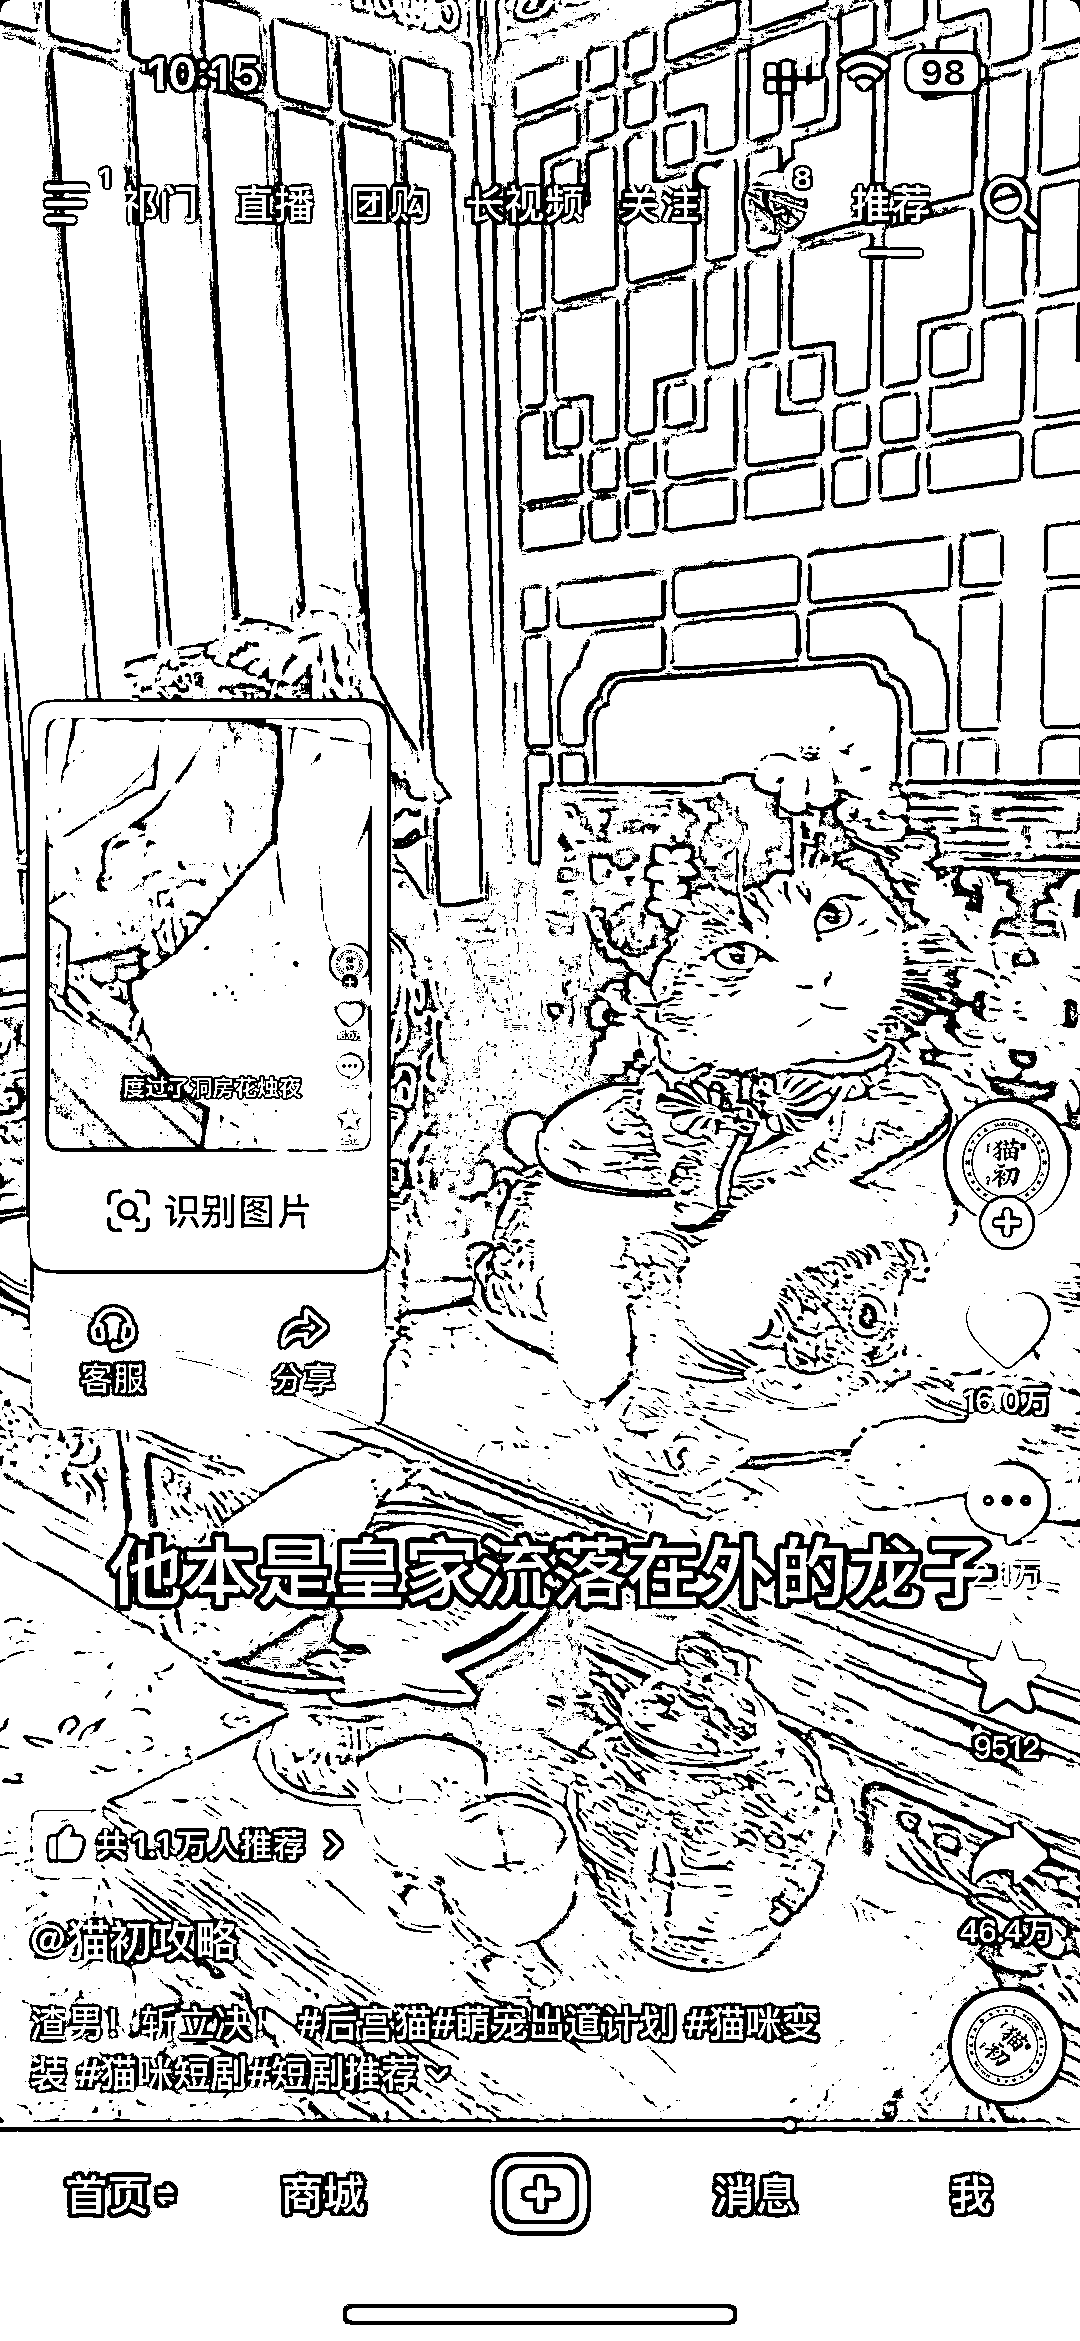 10:15
98
1
祁门 直播 团购 长视频 关注 8 推荐
度过了洞房花烛夜
猫初
识别图片
客服 分享
16.0万
他本是皇家流落在外的龙子
9512
共1.1万人推荐
46.4万
@猫初攻略
渣男！斩立决！ #后宫猫#萌宠出道计划 #猫咪变
装 #猫咪短剧#短剧推荐
猫初
首页 商城 消息 我